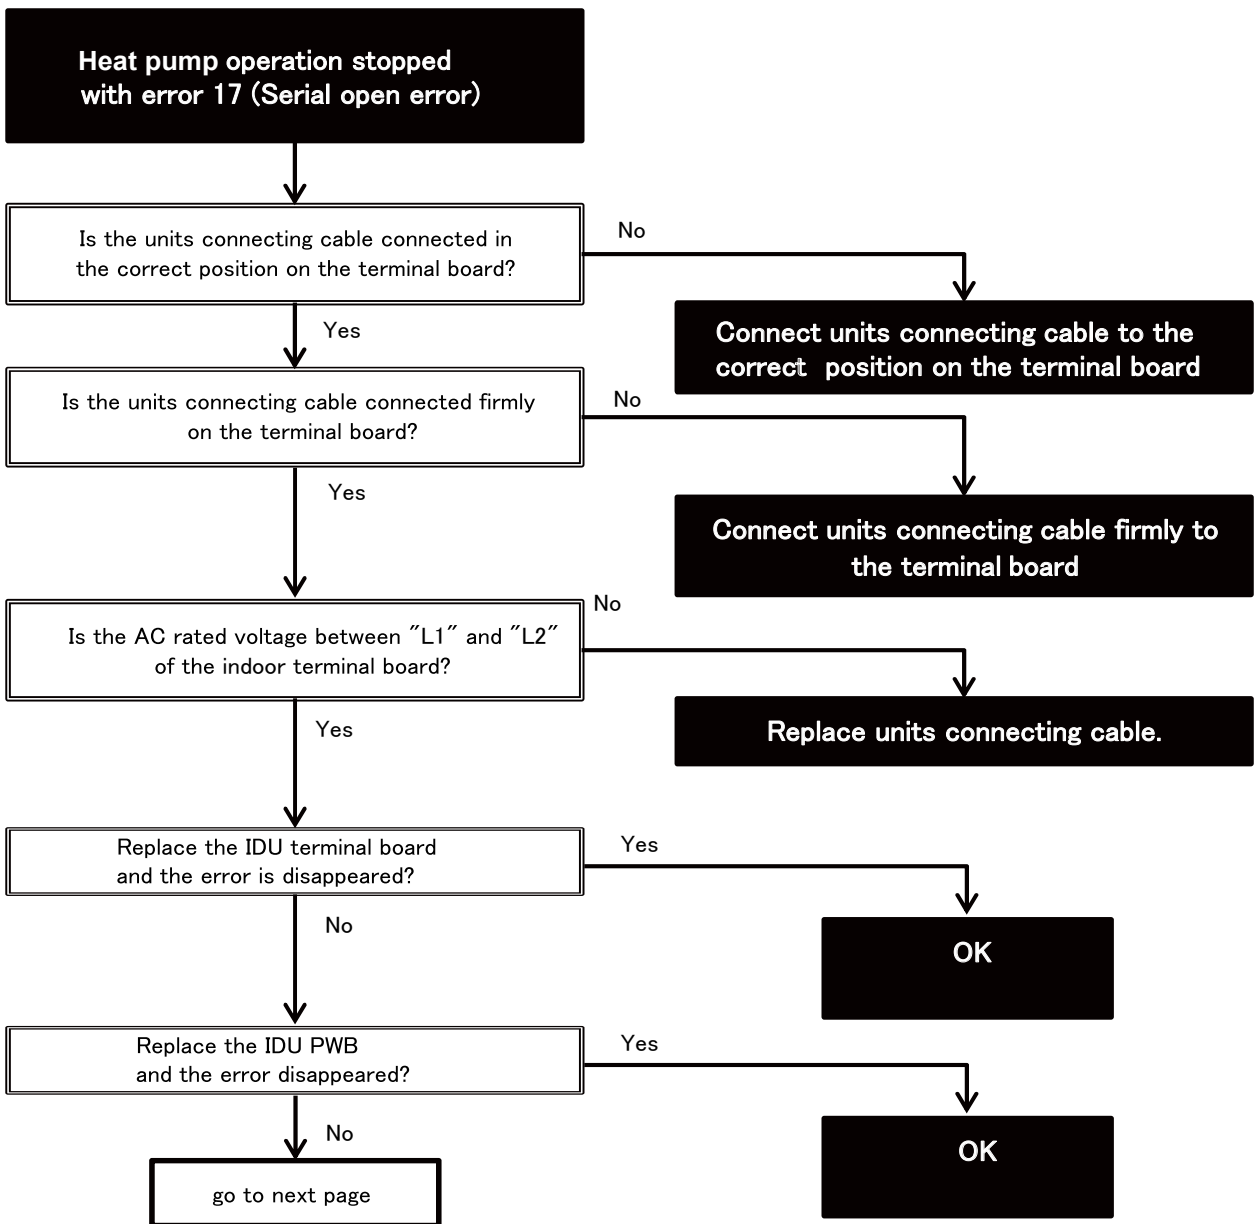 Heat pump operation stopped
with error 17 (Serial open error)
Is the units connecting cable connected in
the correct position on the terminal board?
No
Connect units connecting cable to the
correct position on the terminal board
Yes
Is the units connecting cable connected firmly
on the terminal board?
No
Connect units connecting cable firmly to
the terminal board
Yes
Is the AC rated voltage between "L1" and "L2"
of the indoor terminal board?
No
Replace units connecting cable.
Yes
Replace the IDU terminal board
and the error is disappeared?
Yes
OK
No
Replace the IDU PWB
and the error disappeared?
Yes
OK
No
go to next page